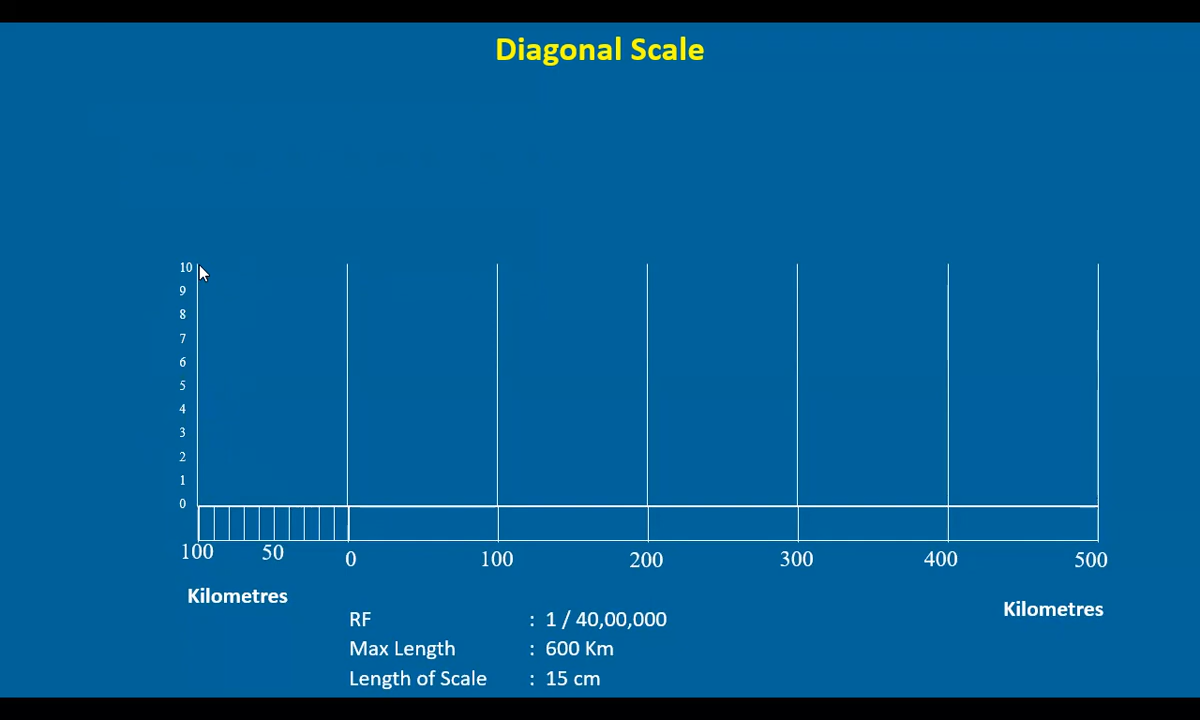 Diagonal Scale
10
9
8
7
6
5
4
3
2
1
0
100 50 0 100 200 300 400 500
Kilometres
Kilometres
RF : 1 / 40,00,000
Max Length : 600 Km
Length of Scale : 15 cm